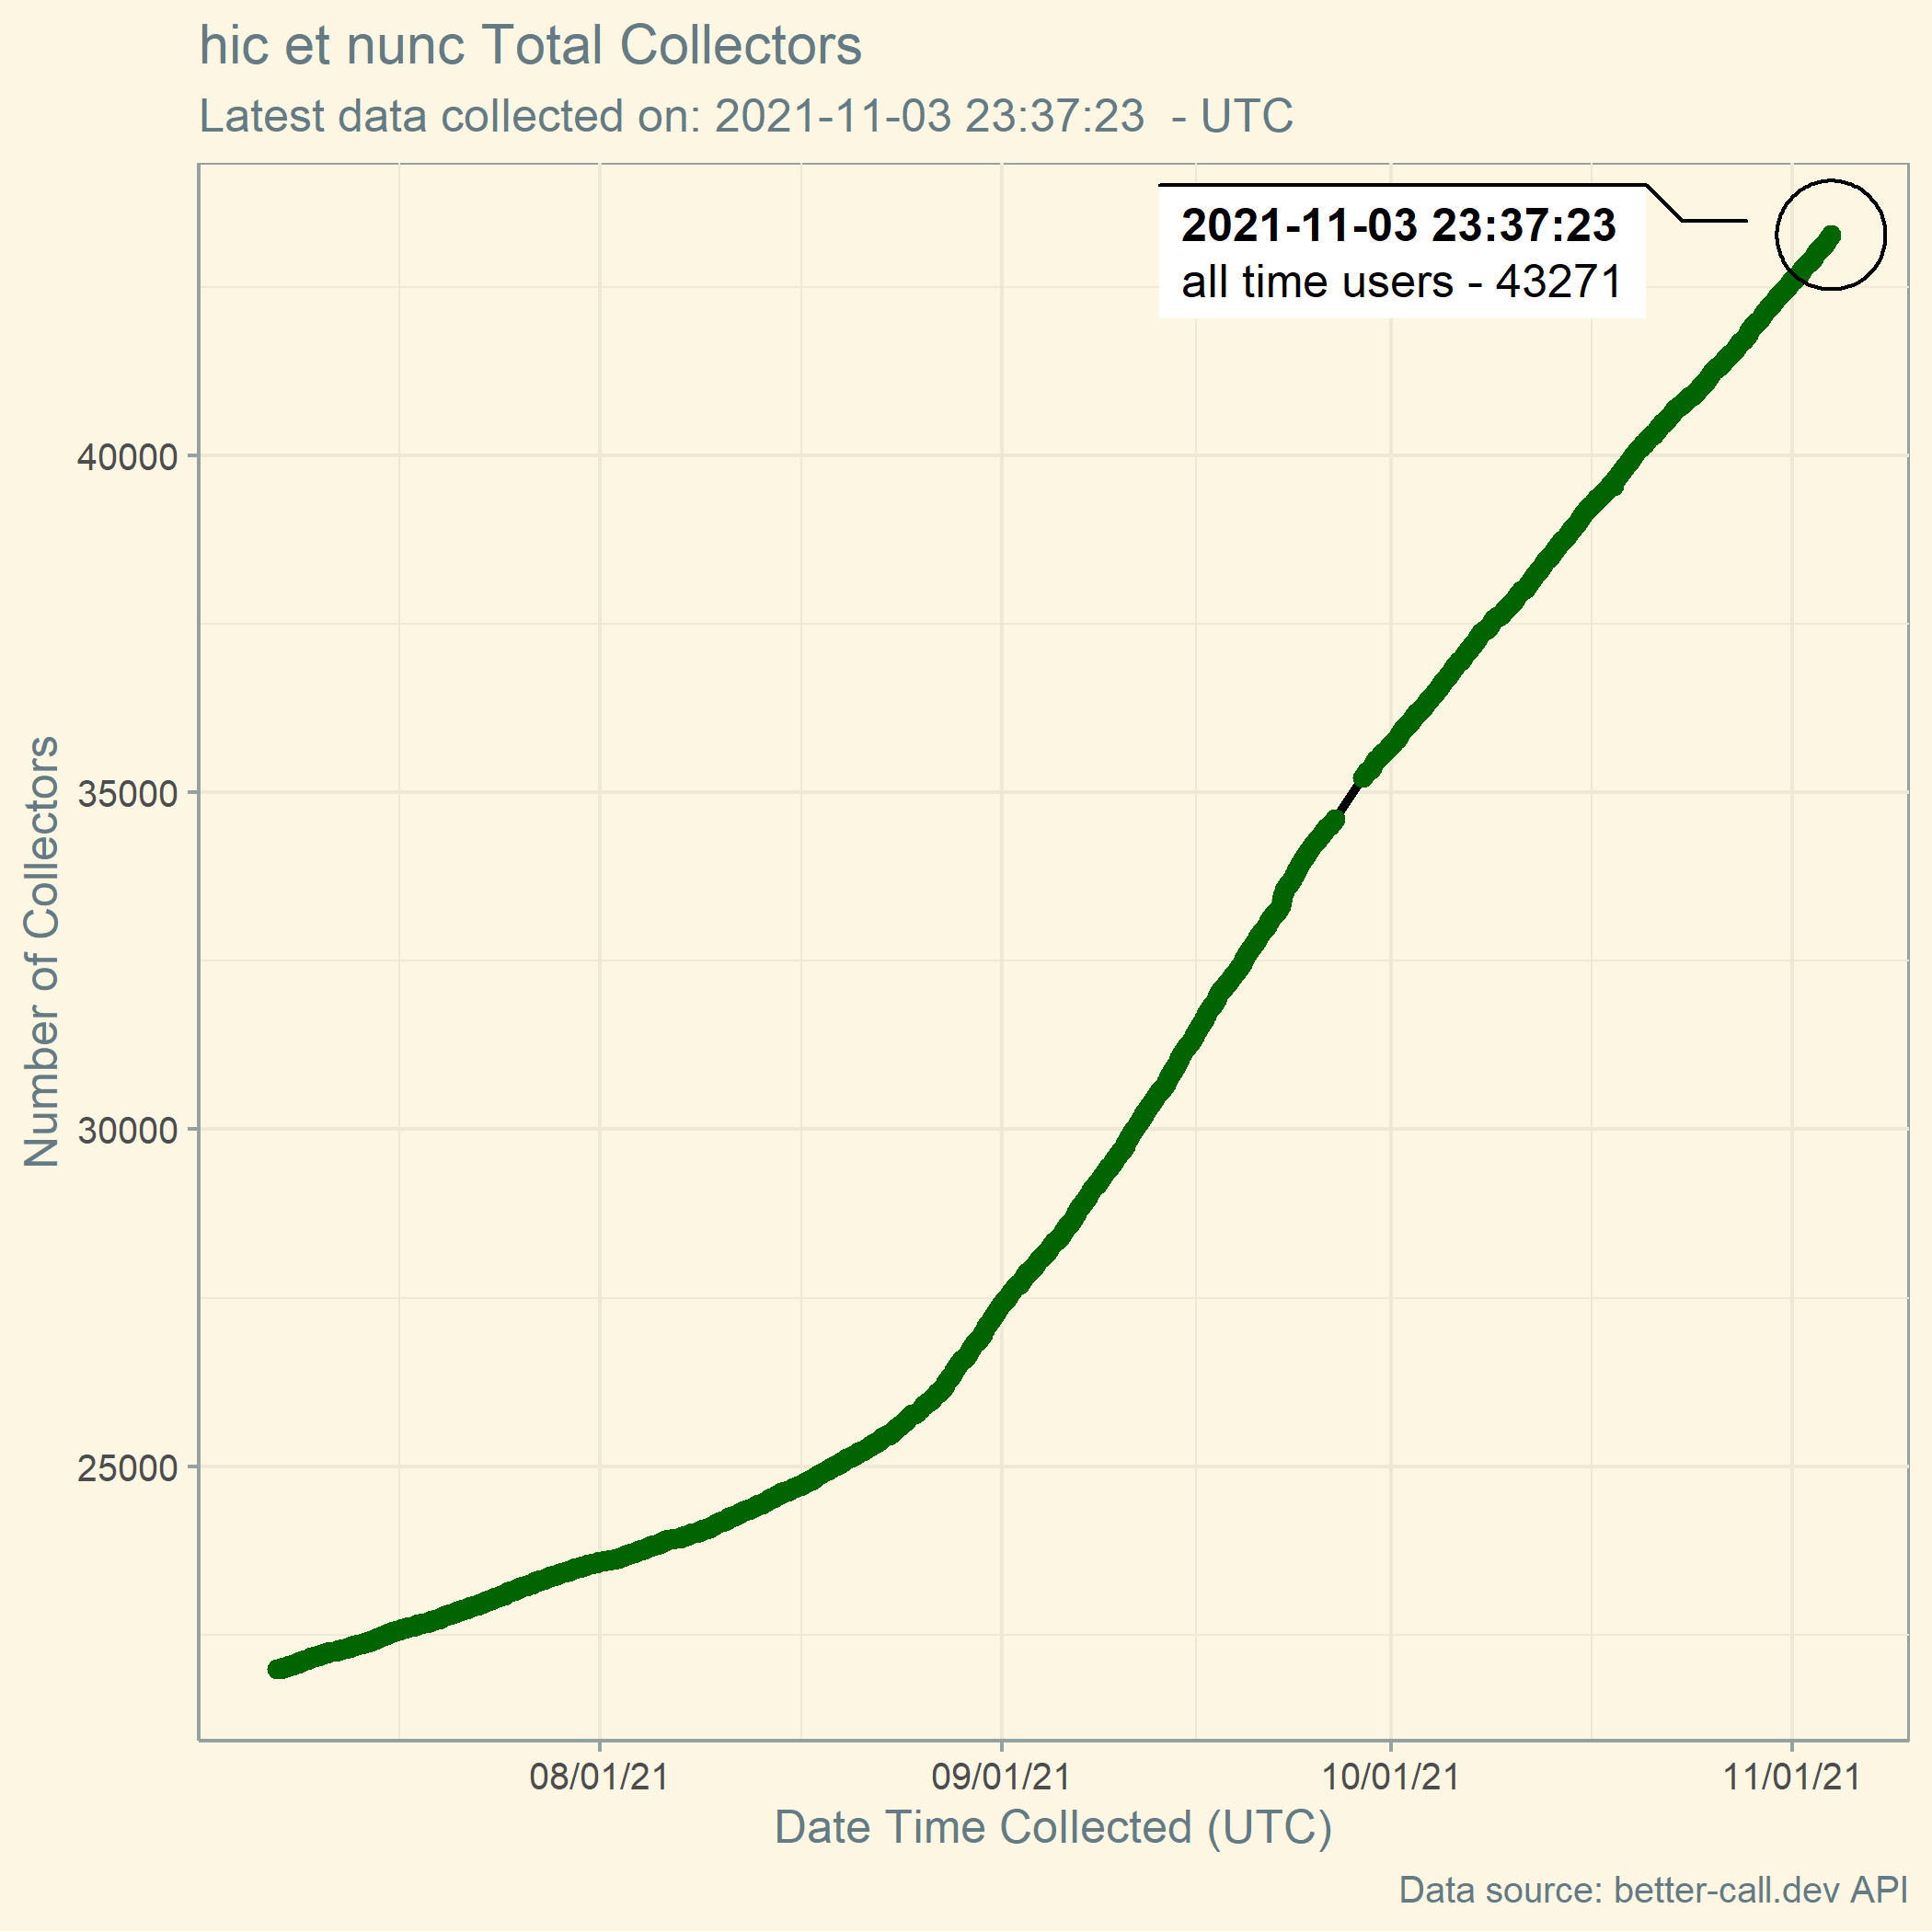 hic et nunc Total Collectors
Latest data collected on: 2021-11-03 23:37:23  - UTC
2021-11-03 23:37:23
all time users - 43271
40000
35000
30000
25000
Number of Collectors
08/01/21
09/01/21
10/01/21
11/01/21
Date Time Collected (UTC)
Data source: better-call.dev API